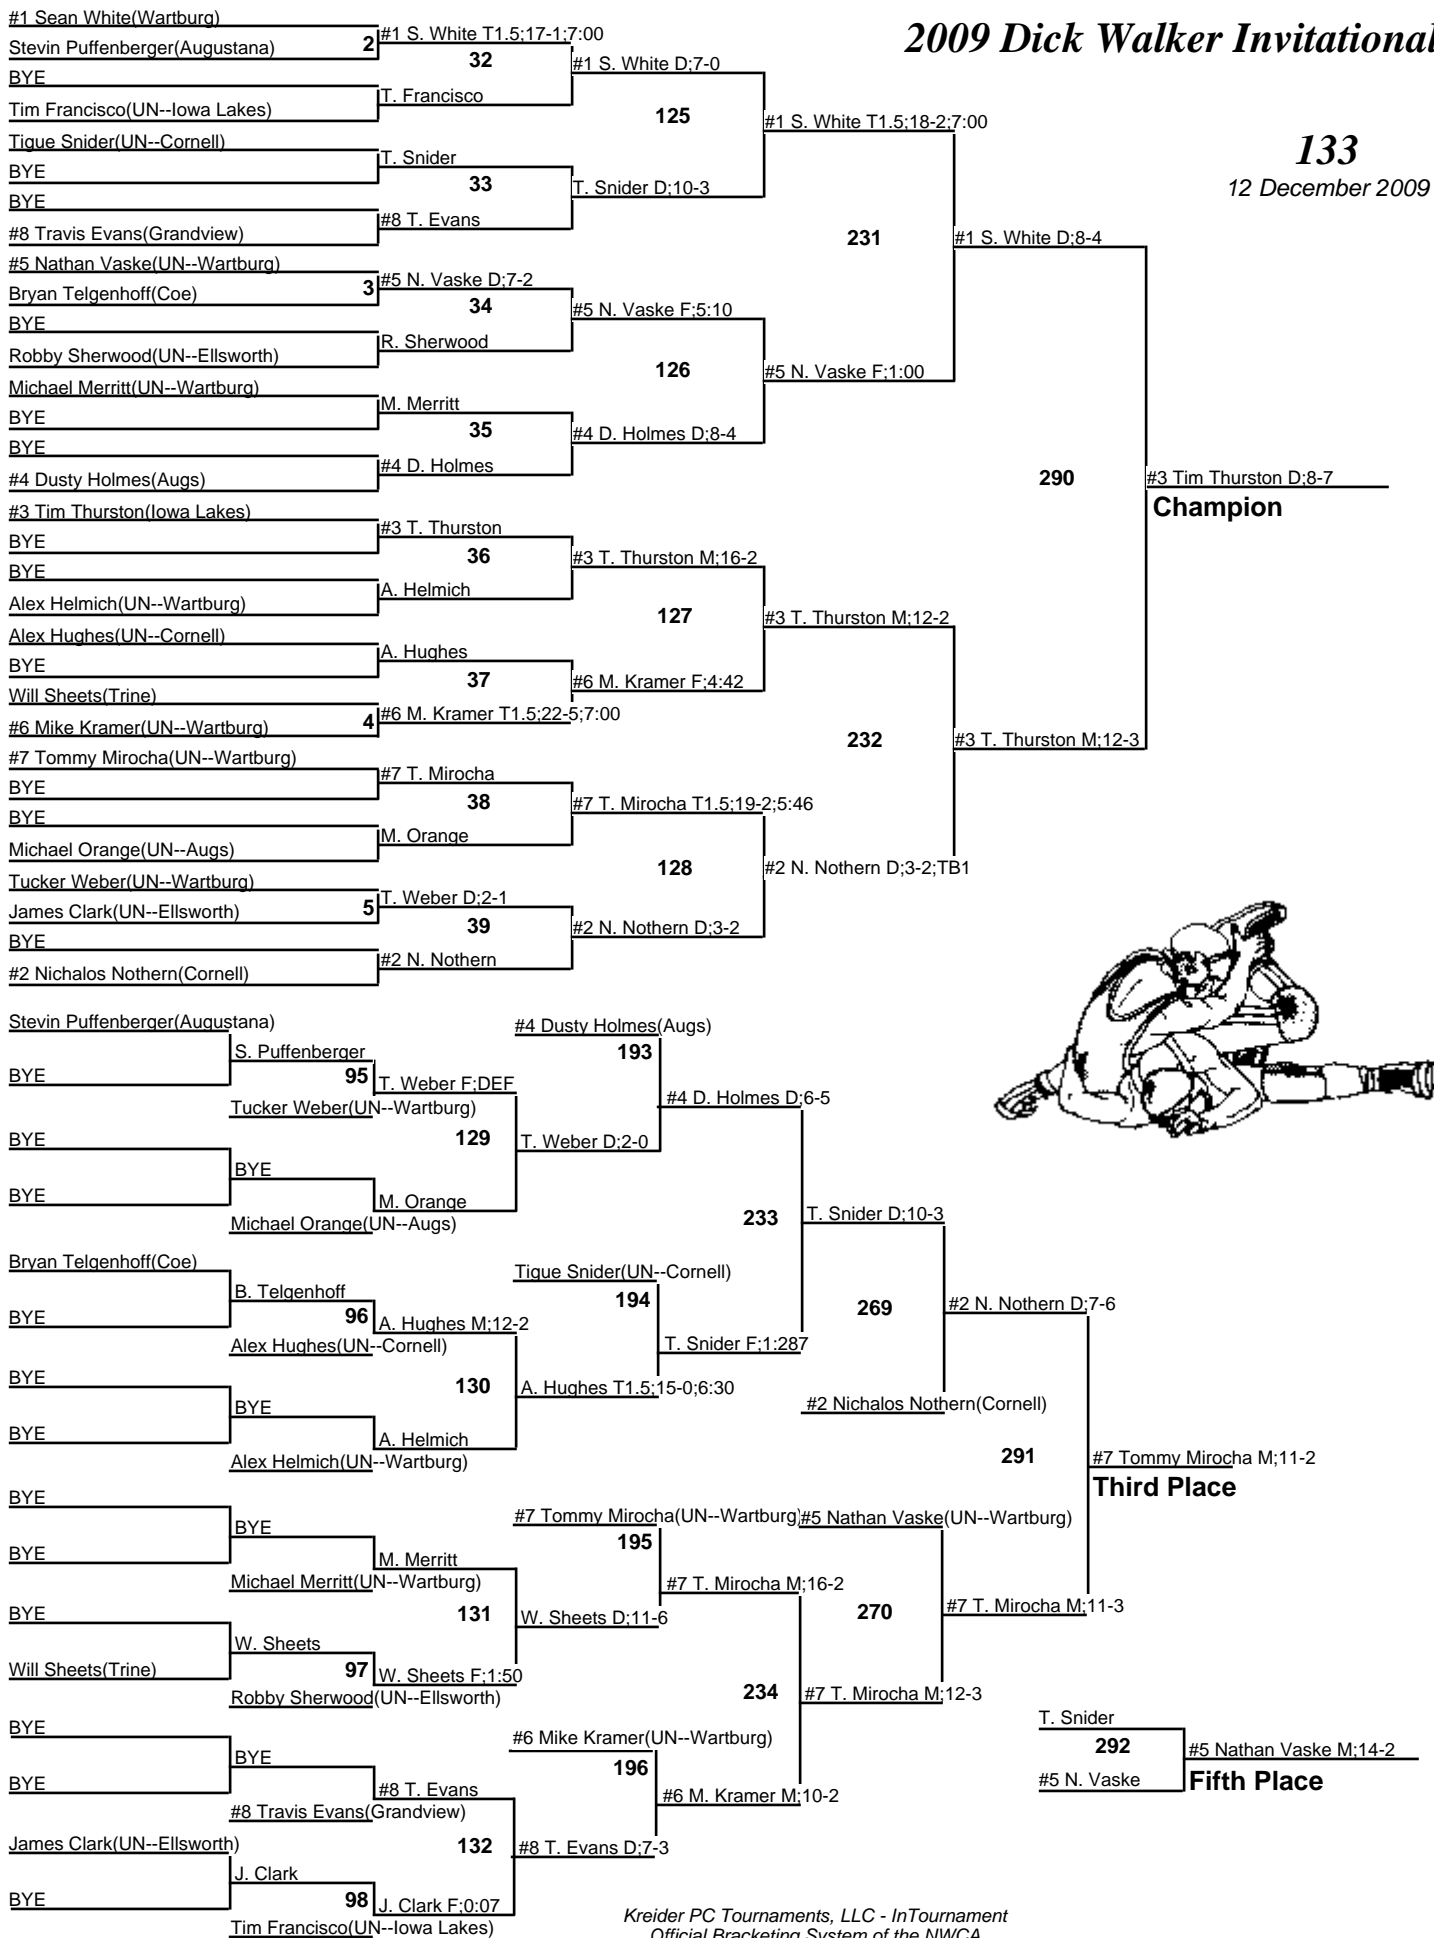 2009 Dick Walker Invitational
133
12 December 2009
#1 Sean White(Wartburg)
Stevin Puffenberger(Augustana)
2
#1 S. White T1.5;17-1;7:00
BYE
Tim Francisco(UN--Iowa Lakes)
T. Francisco
32
#1 S. White D;7-0
Tigue Snider(UN--Cornell)
BYE
T. Snider
BYE
#8 Travis Evans(Grandview)
#8 T. Evans
33
T. Snider D;10-3
125
#1 S. White T1.5;18-2;7:00
#5 Nathan Vaske(UN--Wartburg)
Bryan Telgenhoff(Coe)
3
#5 N. Vaske D;7-2
BYE
Robby Sherwood(UN--Ellsworth)
R. Sherwood
34
#5 N. Vaske F;5:10
Michael Merritt(UN--Wartburg)
BYE
M. Merritt
BYE
#4 Dusty Holmes(Augs)
#4 D. Holmes
35
#4 D. Holmes D;8-4
126
#5 N. Vaske F;1:00
231
#1 S. White D;8-4
#3 Tim Thurston(Iowa Lakes)
BYE
#3 T. Thurston
BYE
Alex Helmich(UN--Wartburg)
A. Helmich
36
#3 T. Thurston M;16-2
Alex Hughes(UN--Cornell)
BYE
A. Hughes
Will Sheets(Trine)
#6 Mike Kramer(UN--Wartburg)
4
#6 M. Kramer T1.5;22-5;7:00
37
#6 M. Kramer F;4:42
127
#3 T. Thurston M;12-2
#7 Tommy Mirocha(UN--Wartburg)
BYE
#7 T. Mirocha
BYE
Michael Orange(UN--Augs)
M. Orange
38
#7 T. Mirocha T1.5;19-2;5:46
Tucker Weber(UN--Wartburg)
James Clark(UN--Ellsworth)
5
T. Weber D;2-1
BYE
#2 Nichalos Nothern(Cornell)
#2 N. Nothern
39
#2 N. Nothern D;3-2
128
#2 N. Nothern D;3-2;TB1
232
#3 T. Thurston M;12-3
290
#3 Tim Thurston D;8-7
Champion
Stevin Puffenberger(Augustana)
BYE
S. Puffenberger
95
Tucker Weber(UN--Wartburg)
T. Weber F;DEF
BYE
BYE
BYE
Michael Orange(UN--Augs)
M. Orange
129
T. Weber D;2-0
#4 Dusty Holmes(Augs)
193
#4 D. Holmes D;6-5
Bryan Telgenhoff(Coe)
BYE
B. Telgenhoff
96
Alex Hughes(UN--Cornell)
A. Hughes M;12-2
BYE
BYE
BYE
Alex Helmich(UN--Wartburg)
A. Helmich
130
A. Hughes T1.5;15-0;6:30
Tigue Snider(UN--Cornell)
194
T. Snider F;1:287
233
T. Snider D;10-3
#2 Nichalos Nothern(Cornell)
269
#2 N. Nothern D;7-6
BYE
BYE
BYE
Michael Merritt(UN--Wartburg)
M. Merritt
BYE
Will Sheets(Trine)
W. Sheets
97
Robby Sherwood(UN--Ellsworth)
W. Sheets F;1:50
131
W. Sheets D;11-6
#7 Tommy Mirocha(UN--Wartburg)
195
#7 T. Mirocha M;16-2
BYE
BYE
BYE
#8 Travis Evans(Grandview)
#8 T. Evans
James Clark(UN--Ellsworth)
BYE
J. Clark
98
Tim Francisco(UN--Iowa Lakes)
J. Clark F;0:07
132
#8 T. Evans D;7-3
#6 Mike Kramer(UN--Wartburg)
196
#6 M. Kramer M;10-2
234
#7 T. Mirocha M;12-3
#5 Nathan Vaske(UN--Wartburg)
270
#7 T. Mirocha M;11-3
291
#7 Tommy Mirocha M;11-2
Third Place
T. Snider
292
#5 N. Vaske
#5 Nathan Vaske M;14-2
Fifth Place
Kreider PC Tournaments, LLC - InTournament
Official Bracketing System of the NWCA